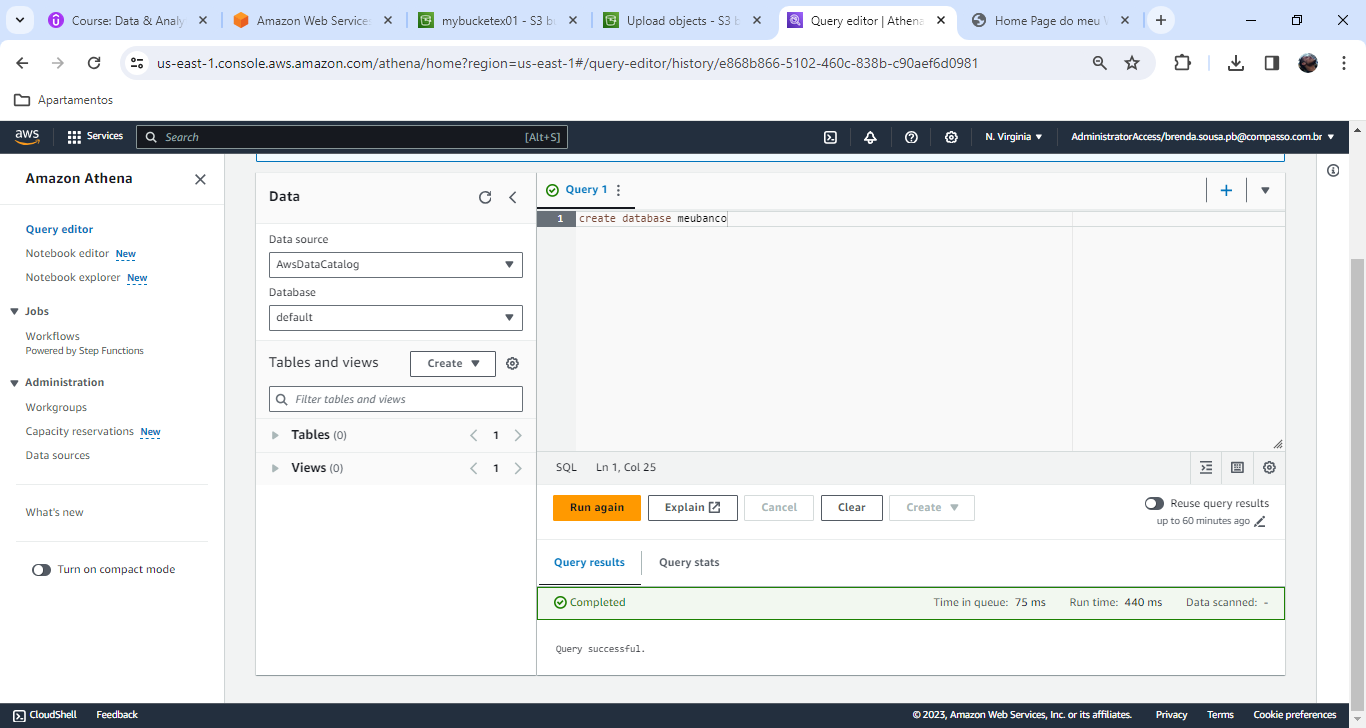 Course: Data & Analy
Amazon Web Service
mybucketex01 - S3 b
Upload objects - S3 b
Query editor | Athena
Home Page do meu
us-east-1.console.aws.amazon.com/athena/home?region=us-east-1#/query-editor/history/e868b866-5102-460c-838b-c90aef6d0981
Apartamentos
aws
Services
Search
[Alt+S]
N. Virginia
AdministratorAccess/brenda.sousa.pb@compasso.com.br
Amazon Athena
Query editor
Notebook editor New
Notebook explorer New
Jobs
Workflows
Powered by Step Functions
Administration
Workgroups
Capacity reservations New
Data sources
What's new
Turn on compact mode
Data
Data source
AwsDataCatalog
Database
default
Tables and views
Create
Filter tables and views
Tables (0)
1
Views (0)
1
Query 1
1 create database meubanco
SQL Ln 1, Col 25
Run again
Explain
Cancel
Clear
Create
Reuse query results
up to 60 minutes ago
Query results
Query stats
Completed
Time in queue: 75 ms
Run time: 440 ms
Data scanned: -
Query successful.
CloudShell
Feedback
© 2023, Amazon Web Services, Inc. or its affiliates.
Privacy
Terms
Cookie preferences